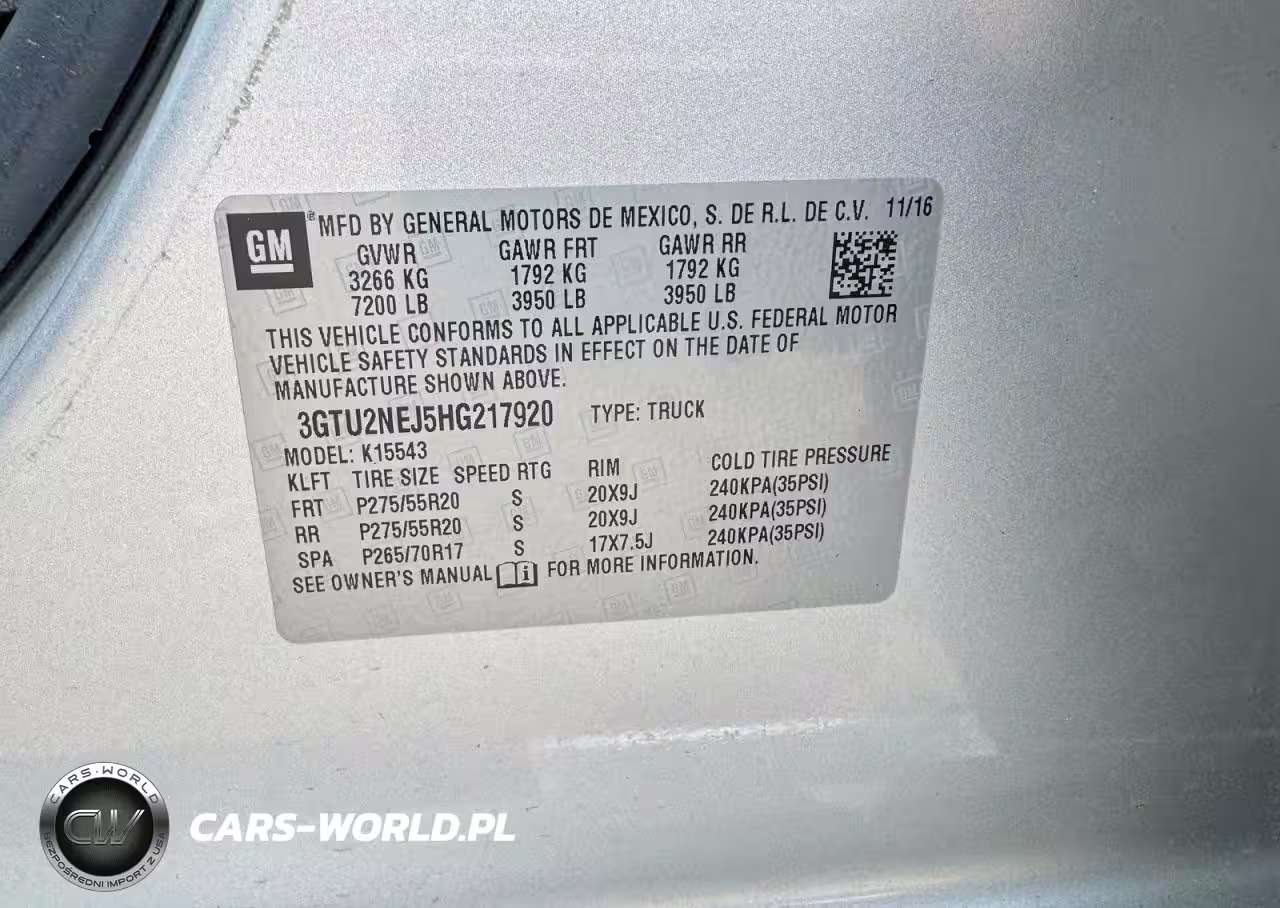 GM
® MFD BY GENERAL MOTORS DE MEXICO, S. DE R.L. DE C.V. 11/16
GVWR GAWR FRT GAWR RR
3266 KG 1792 KG 1792 KG
7200 LB 3950 LB 3950 LB
THIS VEHICLE CONFORMS TO ALL APPLICABLE U.S. FEDERAL MOTOR
VEHICLE SAFETY STANDARDS IN EFFECT ON THE DATE OF
MANUFACTURE SHOWN ABOVE.
3GTU2NEJ5HG217920 TYPE: TRUCK
MODEL: K15543
KLFT TIRE SIZE SPEED RTG RIM COLD TIRE PRESSURE
FRT P275/55R20 S 20X9J 240KPA(35PSI)
RR P275/55R20 S 20X9J 240KPA(35PSI)
SPA P265/70R17 S 17X7.5J 240KPA(35PSI)
SEE OWNER'S MANUAL FOR MORE INFORMATION.
CARS-WORLD
CW
BEZPOŚREDNI IMPORT Z USA
CARS-WORLD.PL